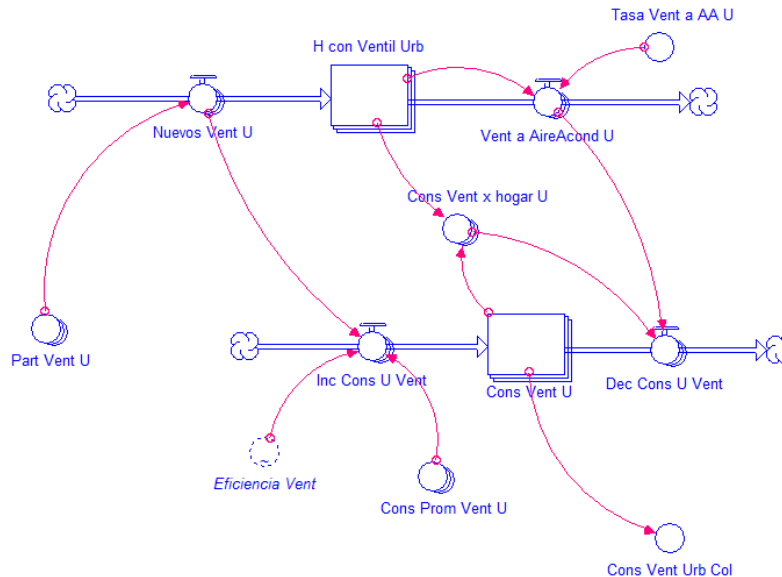 Tasa Vent a AA U
H con Ventil Urb
Nuevos Vent U
Vent a AireAcond U
Cons Vent x hogar U
Part Vent U
Inc Cons U Vent
Cons Vent U
Dec Cons U Vent
Eficiencia Vent
Cons Prom Vent U
Cons Vent Urb Col